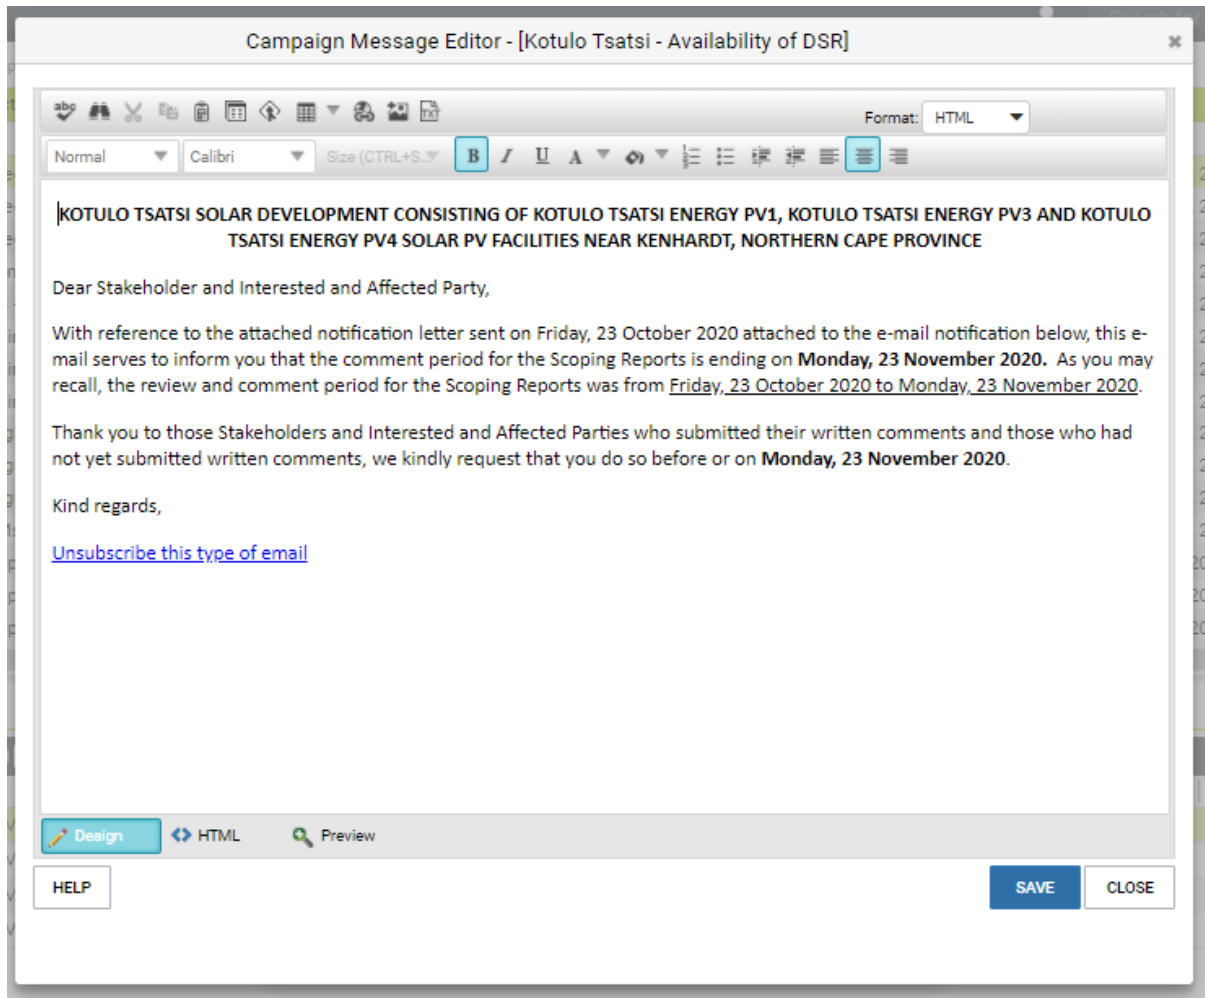 Campaign Message Editor - [Kotulo Tsatsi - Availability of DSR]
Format: HTML
Normal Calibri Size (CTRL+S... B I U A
KOTULO TSATSI SOLAR DEVELOPMENT CONSISTING OF KOTULO TSATSI ENERGY PV1, KOTULO TSATSI ENERGY PV3 AND KOTULO
TSATSI ENERGY PV4 SOLAR PV FACILITIES NEAR KENHARDT, NORTHERN CAPE PROVINCE
Dear Stakeholder and Interested and Affected Party,
With reference to the attached notification letter sent on Friday, 23 October 2020 attached to the e-mail notification below, this e-
mail serves to inform you that the comment period for the Scoping Reports is ending on Monday, 23 November 2020. As you may
recall, the review and comment period for the Scoping Reports was from Friday, 23 October 2020 to Monday, 23 November 2020.
Thank you to those Stakeholders and Interested and Affected Parties who submitted their written comments and those who had
not yet submitted written comments, we kindly request that you do so before or on Monday, 23 November 2020.
Kind regards,
Unsubscribe this type of email
Design HTML Preview
HELP SAVE CLOSE